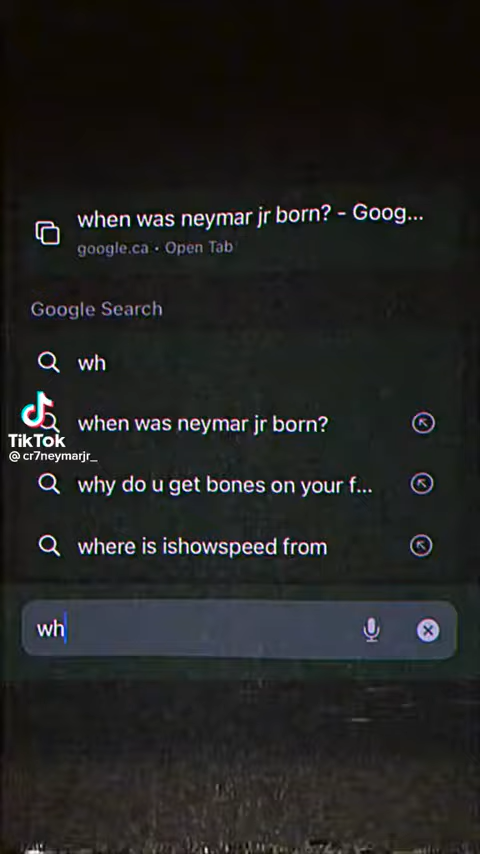 when was neymar jr born? - Goog...
google.ca • Open Tab
Google Search
wh
when was neymar jr born?
TikTok
@ cr7neymarjr_
why do u get bones on your f...
where is ishowspeed from
wh